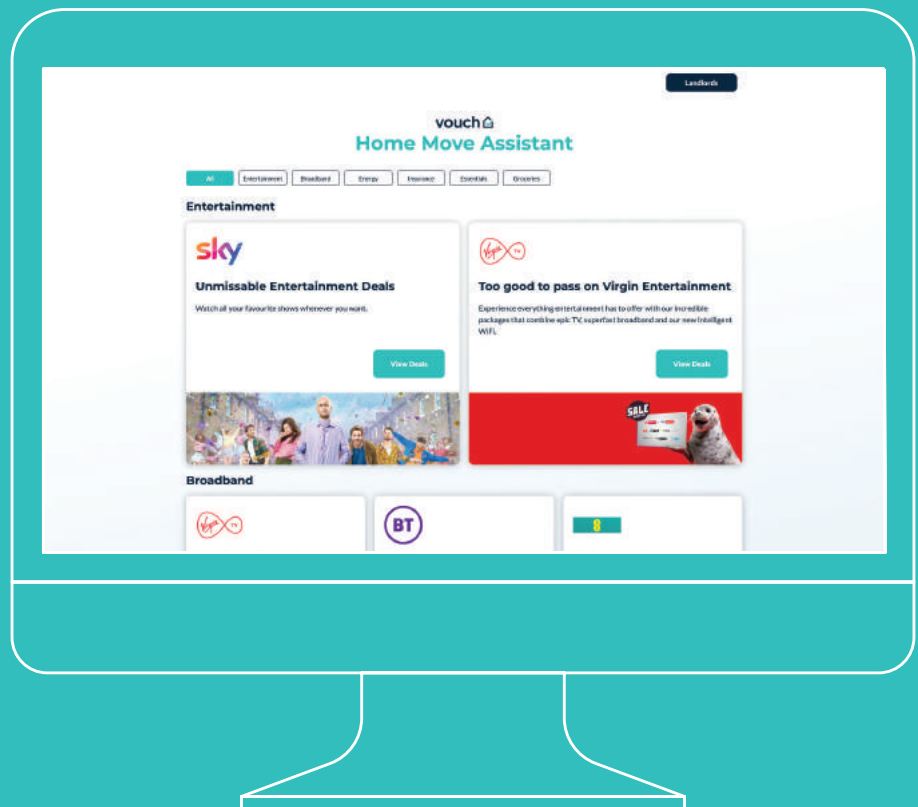 Landlords
vouch
Home Move Assistant
All Entertainment Broadband Energy Insurance Essentials Groceries
Entertainment
sky
Virgin TV
Unmissable Entertainment Deals
Too good to pass on Virgin Entertainment
Watch all your favourite shows whenever you want.
Experience everything entertainment has to offer with our incredible
packages that combine epic TV, superfast broadband and our new Intelligent
WiFi.
View Deals
View Deals
SALE
Broadband
Virgin TV
BT
8